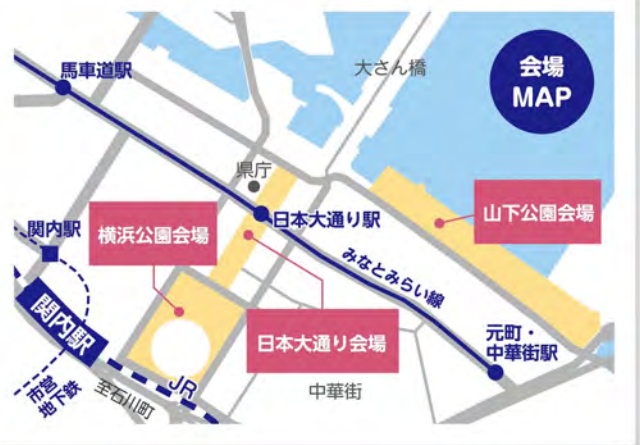 会場
MAP
馬車道駅
大さん橋
県庁
日本大通り駅
山下公園会場
関内駅
横浜公園会場
みなとみらい線
関内駅
日本大通り会場
元町・
中華街駅
JR
中華街
市営
地下鉄
至石川町